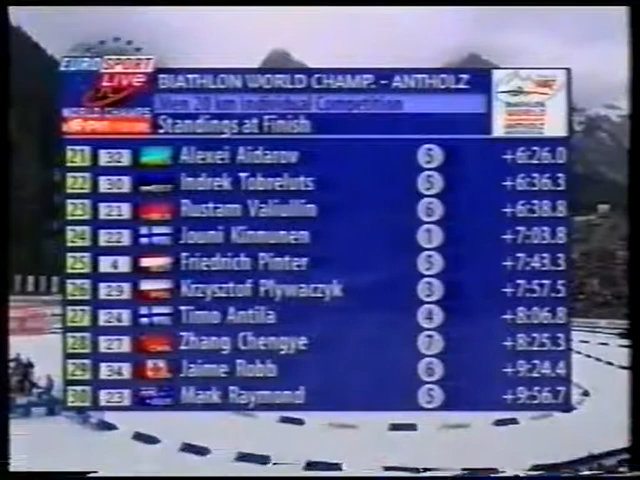 EUROSPORT
Live
BIATHLON WORLD CHAMP. - ANTHOLZ
Men 20 km Individual Competition
Standings at Finish
21 32 Alexei Aidarov 5 +6:26.0
22 30 Indrek Tobreluts 5 +6:36.3
23 21 Rustam Valiullin 6 +6:38.8
24 22 Jouni Kinnunen 1 +7:03.8
25 4 Friedrich Pinter 5 +7:43.3
26 29 Krzysztof Plywaczyk 3 +7:57.5
27 24 Timo Antila 4 +8:06.8
28 27 Zhang Chengye 7 +8:25.3
29 34 Jaime Robb 6 +9:24.4
30 23 Mark Raymond 5 +9:56.7